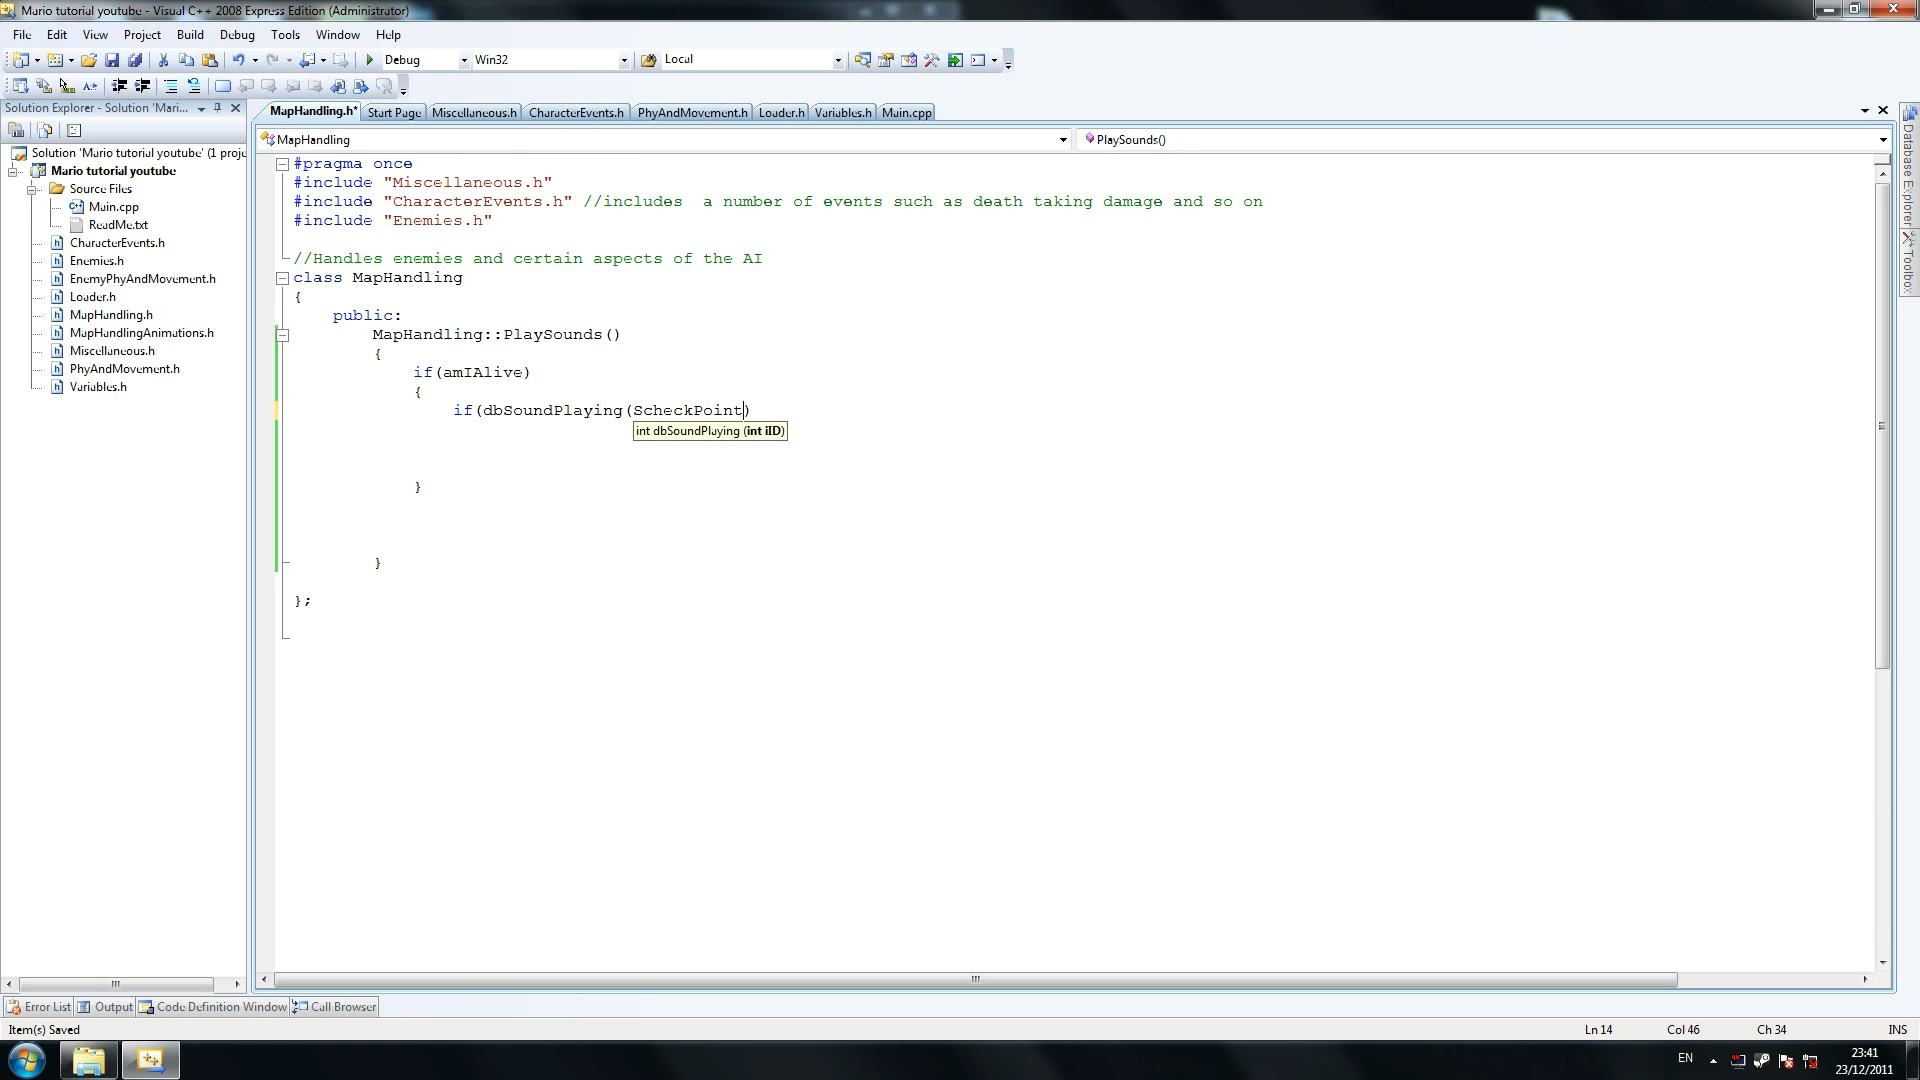 Mario tutorial youtube - Visual C++ 2008 Express Edition (Administrator)
File Edit View Project Build Debug Tools Window Help
Debug Win32 Local
Solution Explorer - Solution 'Mari...
MapHandling.h* Start Page Miscellaneous.h CharacterEvents.h PhyAndMovement.h Loader.h Variables.h Main.cpp
MapHandling PlaySounds()
Solution 'Mario tutorial youtube' (1 proje
Mario tutorial youtube
Source Files
Main.cpp
ReadMe.txt
CharacterEvents.h
Enemies.h
EnemyPhyAndMovement.h
Loader.h
MapHandling.h
MapHandlingAnimations.h
Miscellaneous.h
PhyAndMovement.h
Variables.h
#pragma once
#include "Miscellaneous.h"
#include "CharacterEvents.h" //includes  a number of events such as death taking damage and so on
#include "Enemies.h"
//Handles enemies and certain aspects of the AI
class MapHandling
{
public:
MapHandling::PlaySounds()
{
if(amIAlive)
{
if(dbSoundPlaying(ScheckPoint)
int dbSoundPlaying (int iID)
}
}
};
Database Explorer
Toolbox
Error List Output Code Definition Window Call Browser
Item(s) Saved Ln 14 Col 46 Ch 34 INS
EN 23:41
23/12/2011